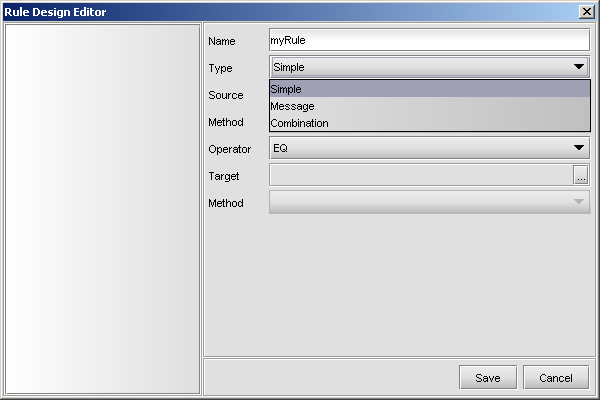 Rule Design Editor
Name myRule
Type Simple
Source Simple
Message
Method Combination
Operator EQ
Target ...
Method
Save Cancel